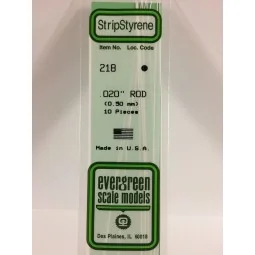 StripStyrene
Item No. Loc. Code
218
.020" ROD
(0.50 mm)
10 Pieces
Made in U.S.A.
evergreen
scale models
Des Plaines, IL 60018